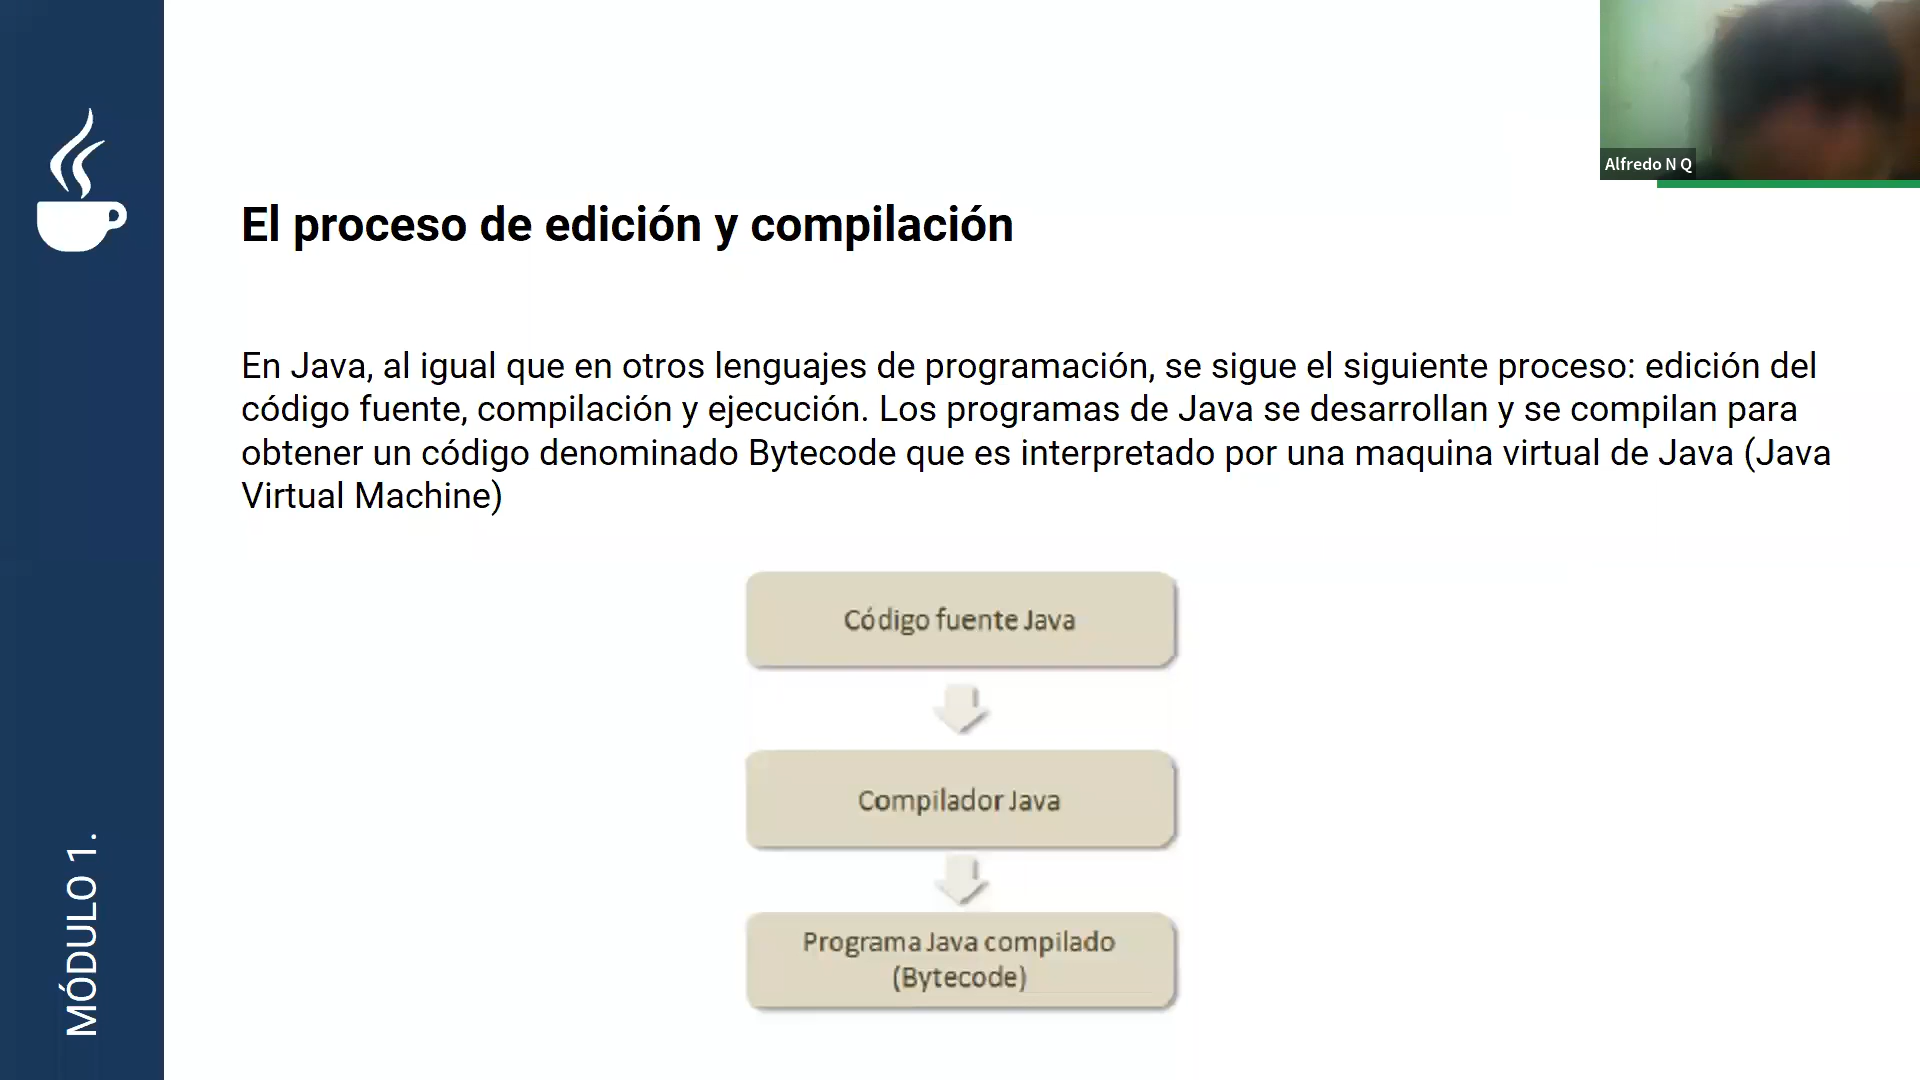 Alfredo N Q
El proceso de edición y compilación
En Java, al igual que en otros lenguajes de programación, se sigue el siguiente proceso: edición del
código fuente, compilación y ejecución. Los programas de Java se desarrollan y se compilan para
obtener un código denominado Bytecode que es interpretado por una maquina virtual de Java (Java
Virtual Machine)
Código fuente Java
Compilador Java
Programa Java compilado
(Bytecode)
MÓDULO 1.